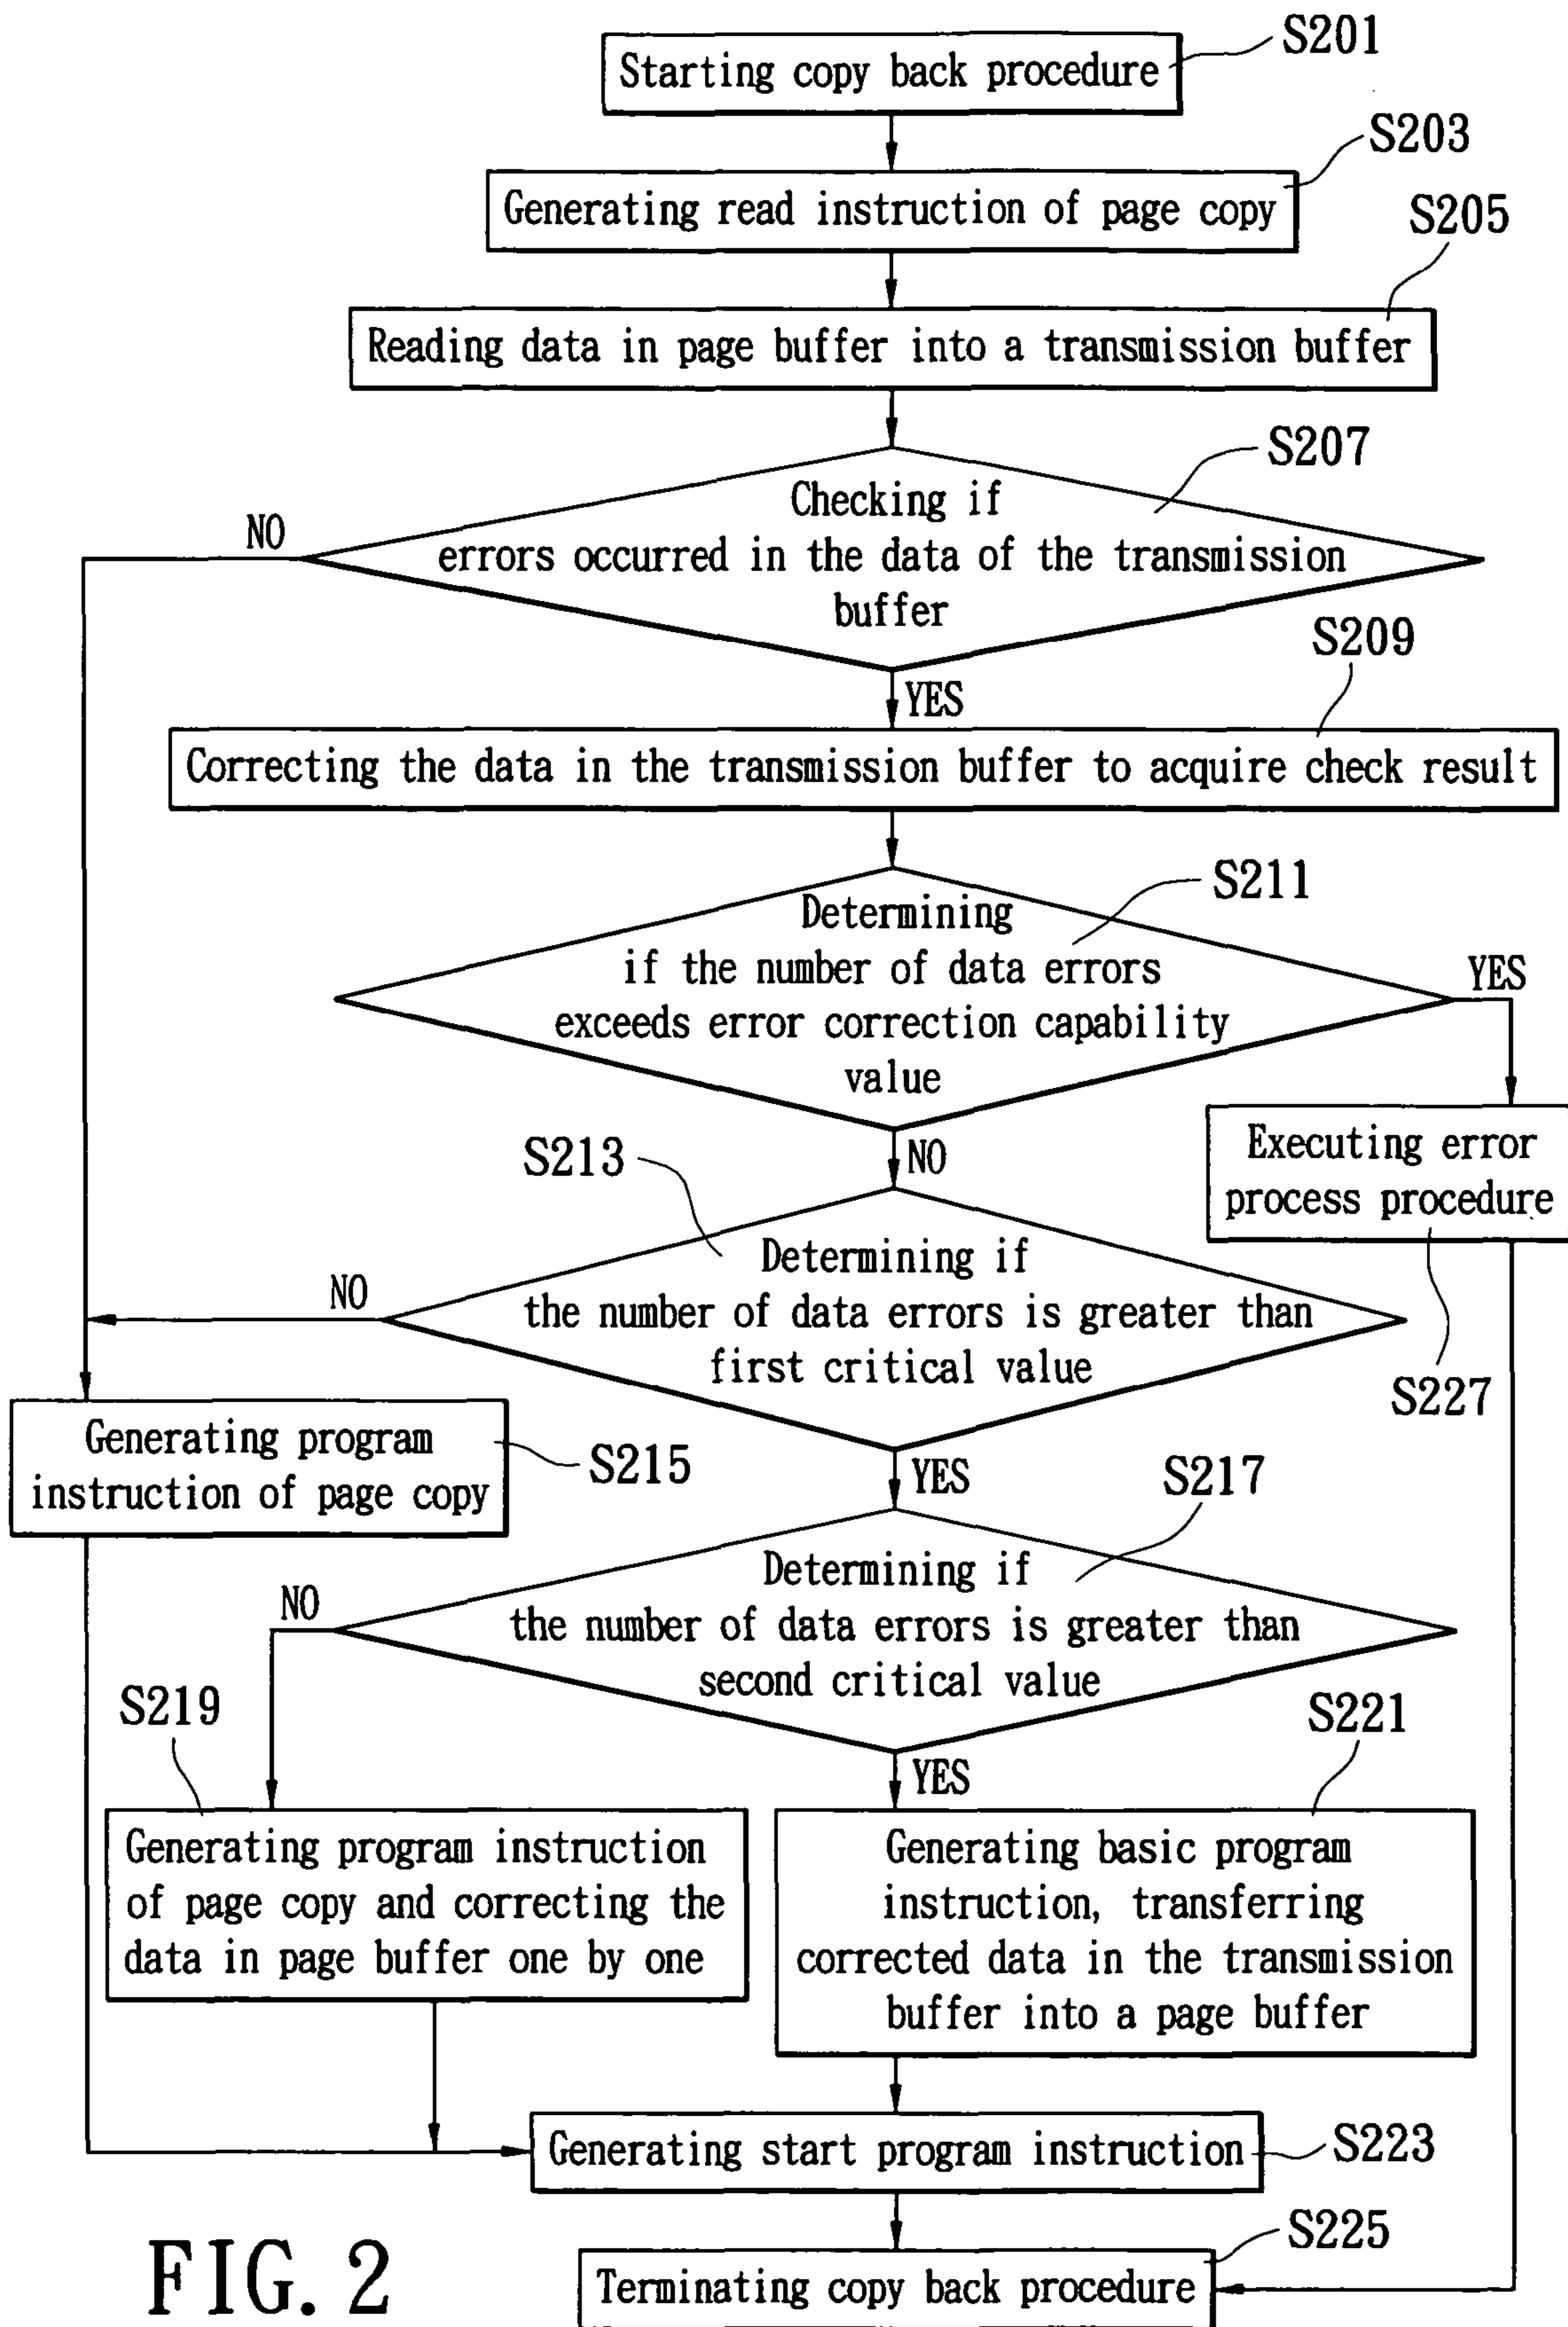 S201
Starting copy back procedure
S203
Generating read instruction of page copy
S205
Reading data in page buffer into a transmission buffer
S207
Checking if
errors occurred in the data of the transmission
buffer
NO
YES
S209
Correcting the data in the transmission buffer to acquire check result
S211
Determining
if the number of data errors
exceeds error correction capability
value
YES
NO
Executing error
process procedure
S227
S213
Determining if
the number of data errors is greater than
first critical value
NO
YES
Generating program
instruction of page copy
S215
S217
Determining if
the number of data errors is greater than
second critical value
NO
YES
S219
Generating program instruction
of page copy and correcting the
data in page buffer one by one
S221
Generating basic program
instruction, transferring
corrected data in the transmission
buffer into a page buffer
Generating start program instruction
S223
S225
Terminating copy back procedure
FIG. 2